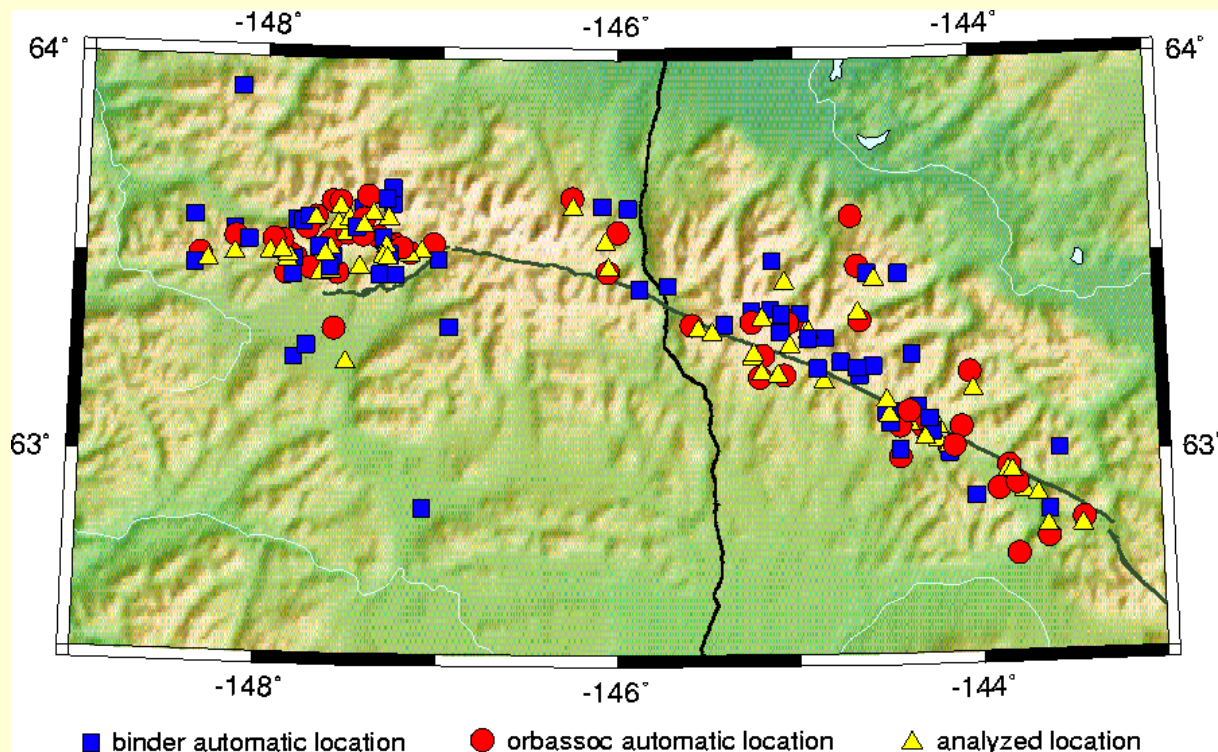 -148° -146° -144°
64° 64°
63° 63°
-148° -146° -144°
binder automatic location orbassoc automatic location analyzed location